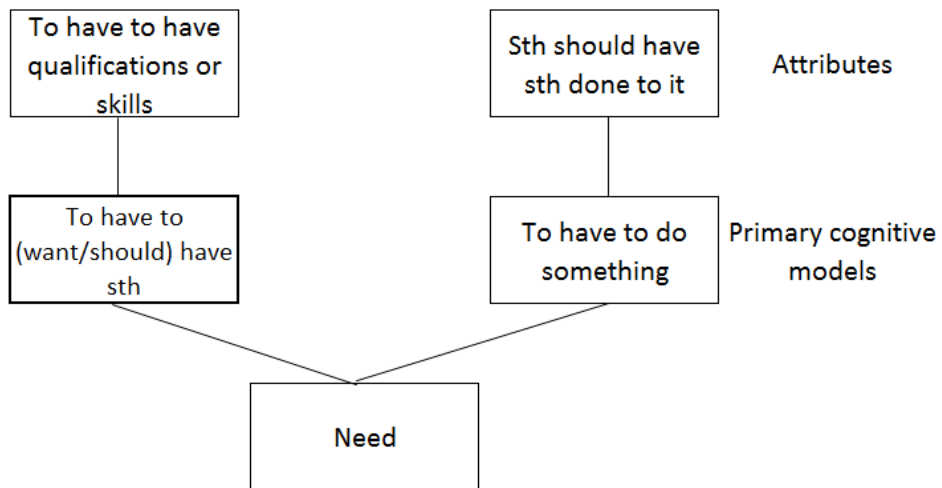 To have to have
qualifications or
skills
Sth should have
sth done to it
Attributes
To have to
(want/should) have
sth
To have to do
something
Primary cognitive
models
Need